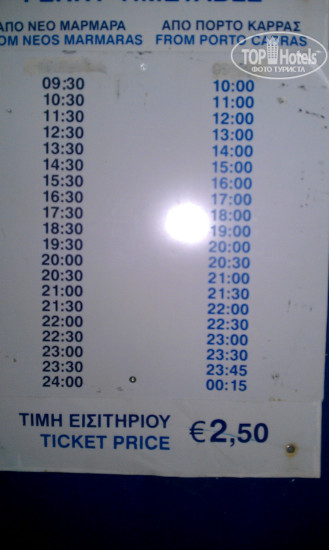 FERRY TIMETABLE
ΑΠΟ ΝΕΟ ΜΑΡΜΑΡΑ ΑΠΟ ΠΟΡΤΟ ΚΑΡΡΑΣ
FROM NEOS MARMARAS FROM PORTO CARRAS
TOPHotels
ФОТО ТУРИСТА
09:30 10:00
10:30 11:00
11:30 12:00
12:30 13:00
13:30 14:00
14:30 15:00
15:30 16:00
16:30 17:00
17:30 18:00
18:30 19:00
19:30 20:00
20:00 20:30
20:30 21:00
21:00 21:30
21:30 22:00
22:00 22:30
22:30 23:00
23:00 23:30
23:30 23:45
24:00 00:15
ΤΙΜΗ ΕΙΣΙΤΗΡΙΟΥ €2,50
TICKET PRICE